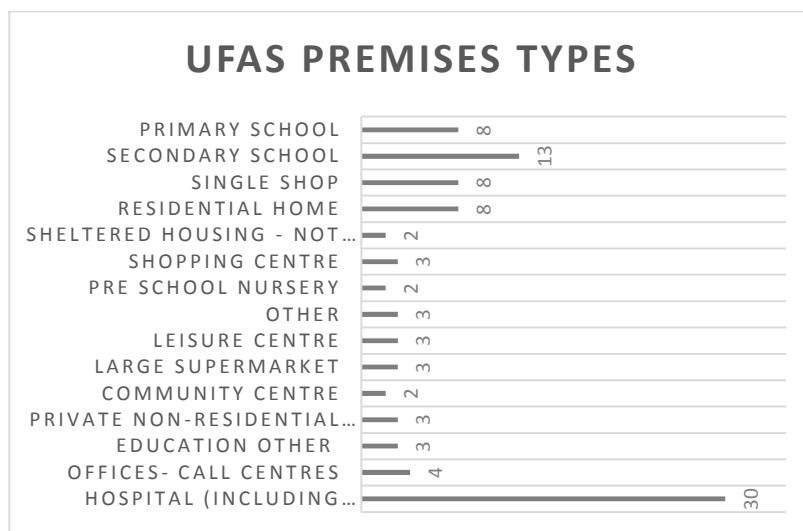 UFAS PREMISES TYPES
PRIMARY SCHOOL 8
SECONDARY SCHOOL 13
SINGLE SHOP 8
RESIDENTIAL HOME 8
SHELTERED HOUSING - NOT... 2
SHOPPING CENTRE 3
PRE SCHOOL NURSERY 2
OTHER 3
LEISURE CENTRE 3
LARGE SUPERMARKET 3
COMMUNITY CENTRE 2
PRIVATE NON-RESIDENTIAL... 3
EDUCATION OTHER 3
OFFICES- CALL CENTRES 4
HOSPITAL (INCLUDING... 30